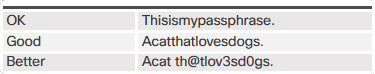 OK Thisismypassphrase.
Good Acatthatlovesdogs.
Better Acat th@tlov3sd0gs.